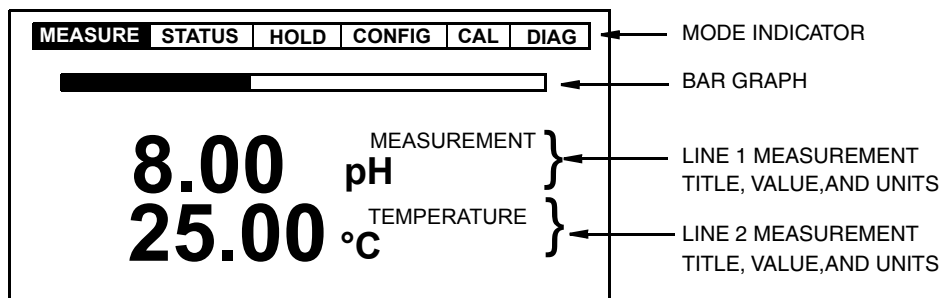 MEASURE STATUS HOLD CONFIG CAL DIAG
MODE INDICATOR
BAR GRAPH
8.00 pH MEASUREMENT
LINE 1 MEASUREMENT
TITLE, VALUE,AND UNITS
25.00 °C TEMPERATURE
LINE 2 MEASUREMENT
TITLE, VALUE,AND UNITS